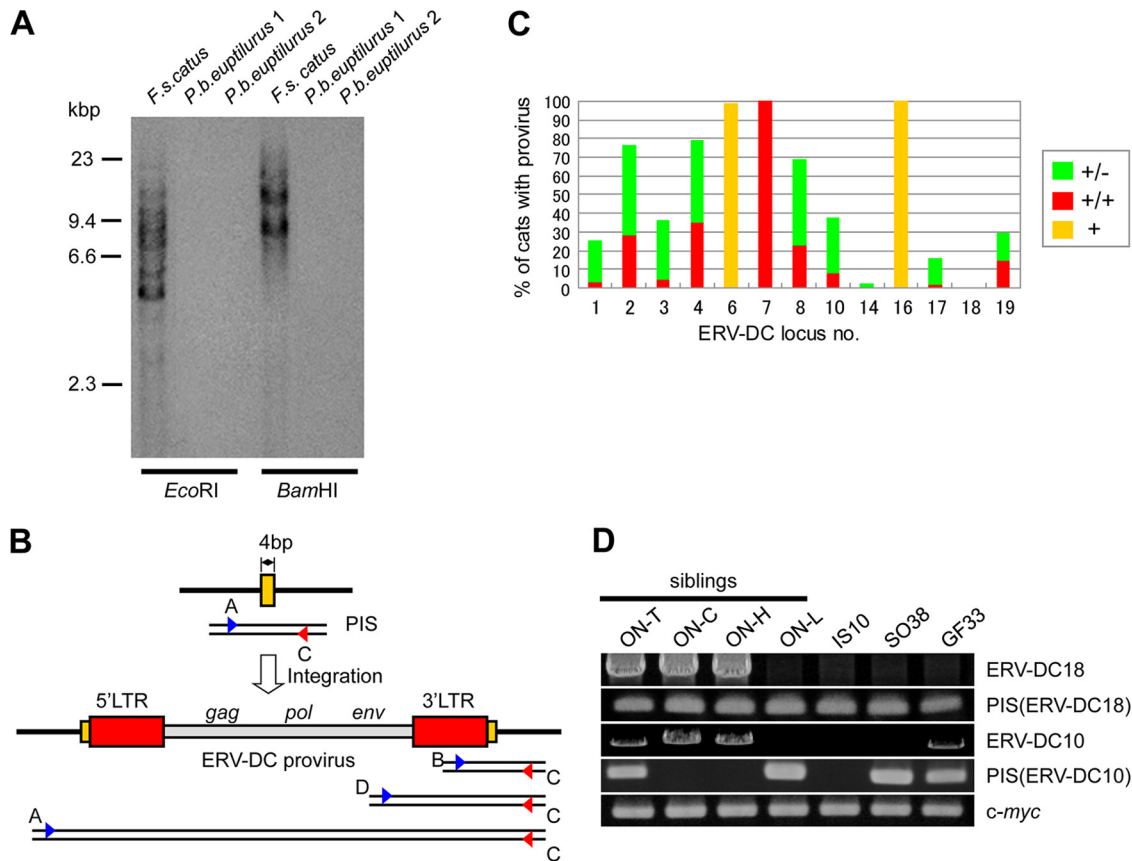 A
F.s.catus
P.b.euptilurus 1
P.b.euptilurus 2
F.s. catus
P.b.euptilurus 1
P.b.euptilurus 2
kbp
23
9.4
6.6
2.3
EcoRI
BamHI
C
% of cats with provirus
100
90
80
70
60
50
40
30
20
10
0
1 2 3 4 6 7 8 10 14 16 17 18 19
ERV-DC locus no.
+/-
+/+
+
B
4bp
A
PIS
C
Integration
5'LTR
gag pol env
3'LTR
ERV-DC provirus
B
C
D
C
A
C
D
siblings
ON-T
ON-C
ON-H
ON-L
IS10
SO38
GF33
ERV-DC18
PIS(ERV-DC18)
ERV-DC10
PIS(ERV-DC10)
c-myc